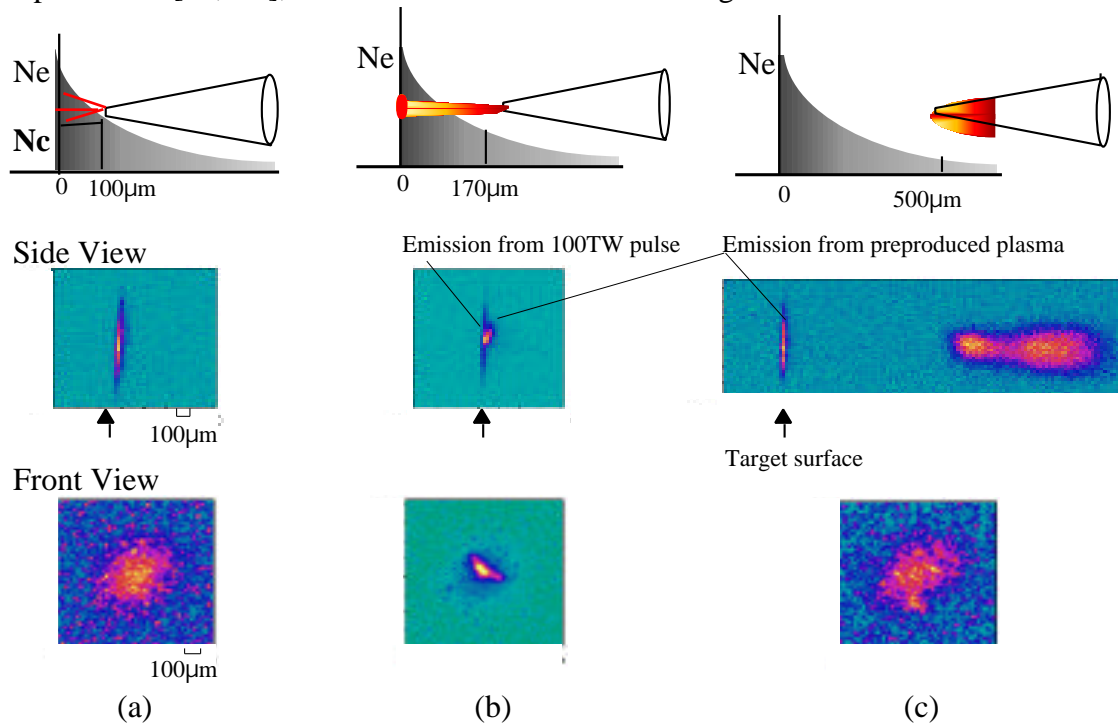 Ne
Nc
0
100µm
Ne
0
170µm
Ne
0
500µm
Side View
Emission from 100TW pulse
Emission from preproduced plasma
100µm
Target surface
Front View
100µm
(a)
(b)
(c)